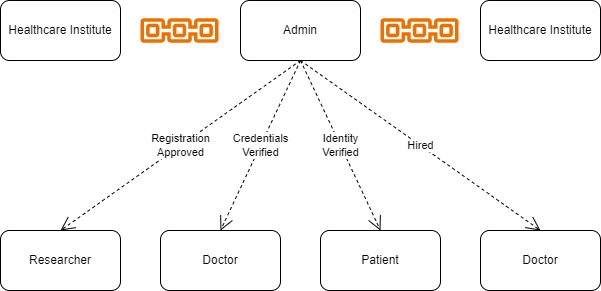 Healthcare Institute
Admin
Healthcare Institute
Registration
Approved
Credentials
Verified
Identity
Verified
Hired
Researcher
Doctor
Patient
Doctor